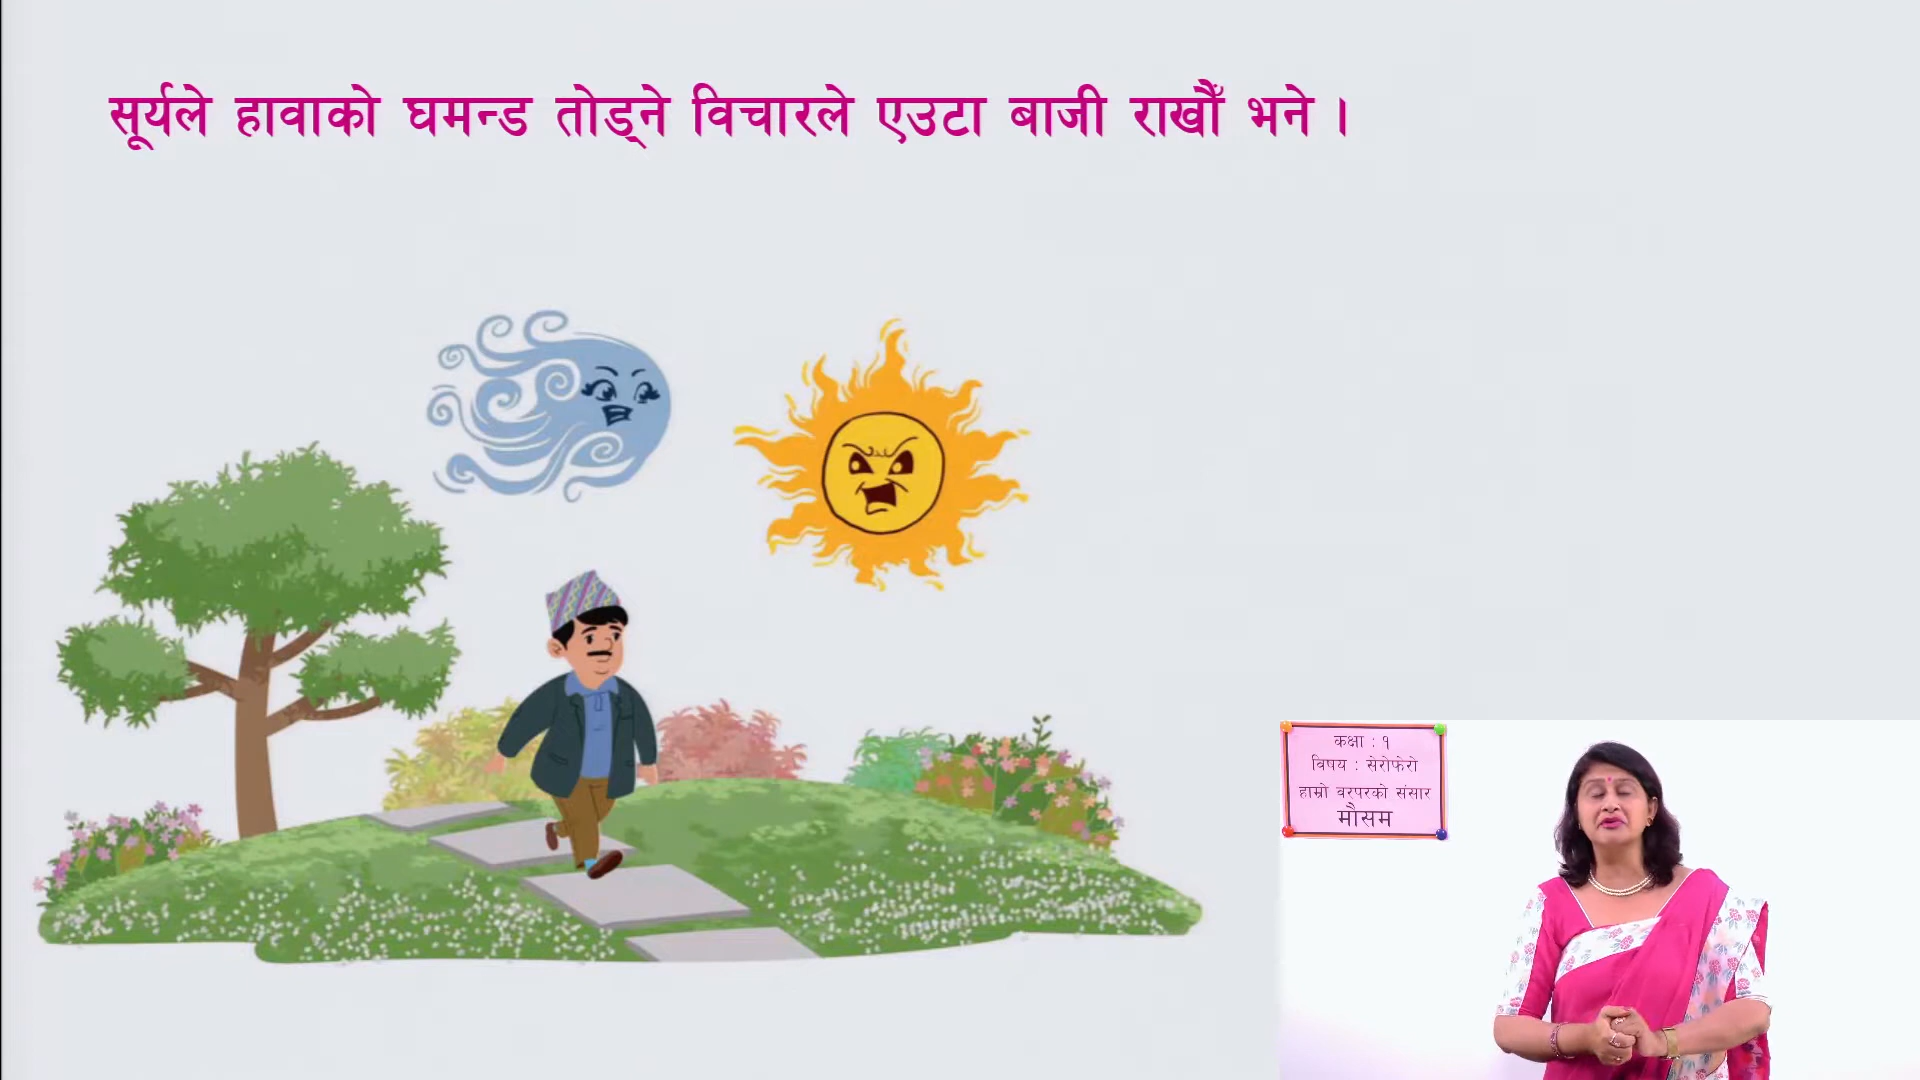 सूर्यले हावाको घमन्ड तोड्ने विचारले एउटा बाजी राखौँ भने ।
कक्षा : १
विषय : सेरोफेरो
हाम्रो वरपरको संसार
मौसम